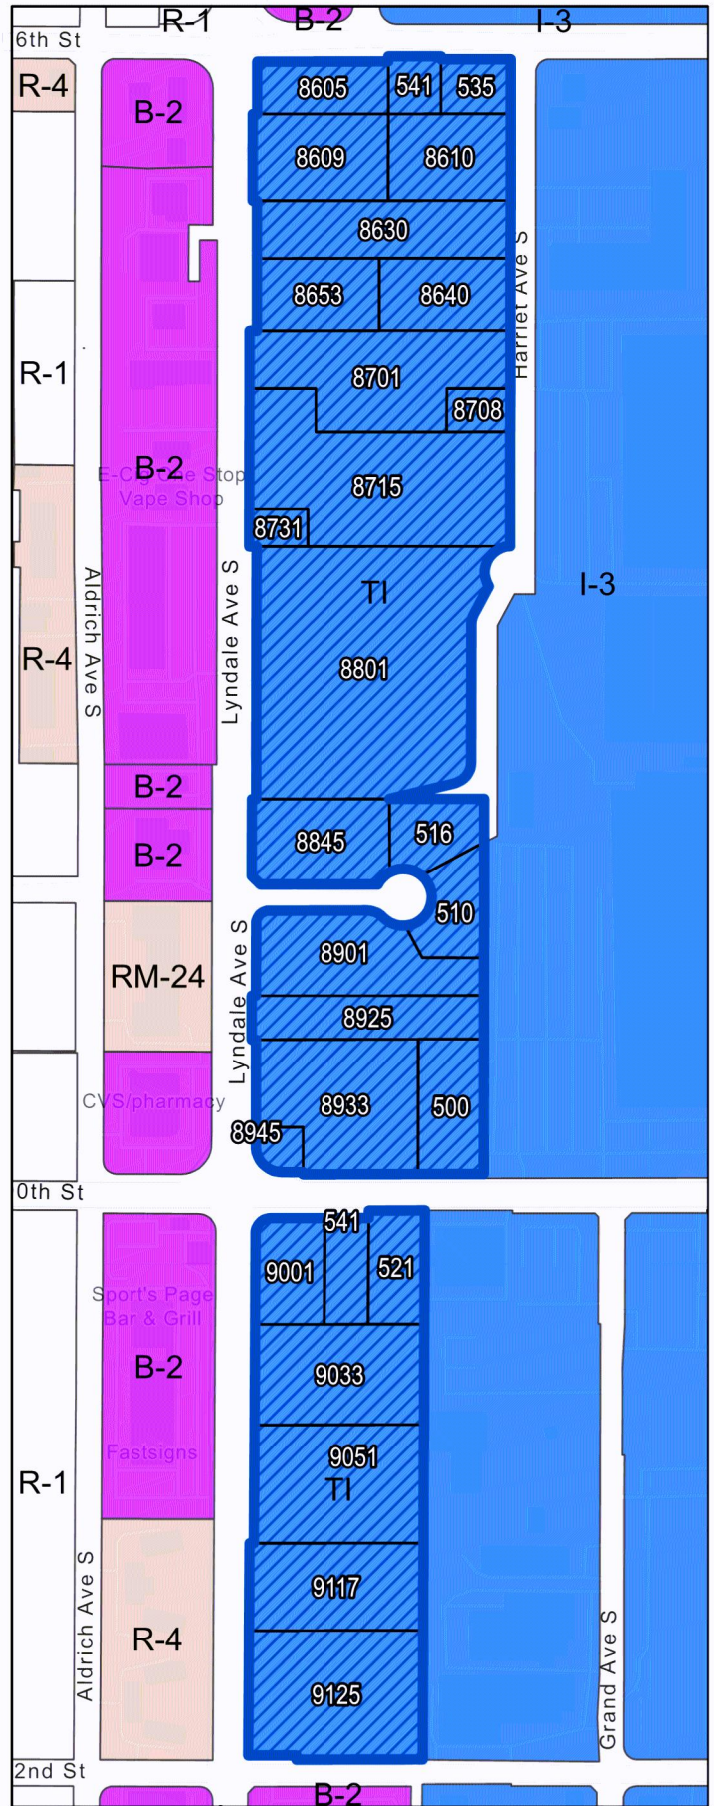 R-1
B-2
I-3
6th St
R-4
B-2
8605
541
535
8609
8610
8630
Harriet Ave S
8653
8640
R-1
8701
8708
B-2
E-Cig One Stop
Vape Shop
8715
8731
Aldrich Ave S
Lyndale Ave S
TI
I-3
R-4
8801
B-2
8845
516
B-2
510
Lyndale Ave S
8901
RM-24
8925
CVS/pharmacy
8933
500
8945
0th St
541
9001
521
Sport's Page
Bar & Grill
B-2
9033
Fastsigns
9051
R-1
TI
Aldrich Ave S
9117
R-4
Grand Ave S
9125
2nd St
B-2